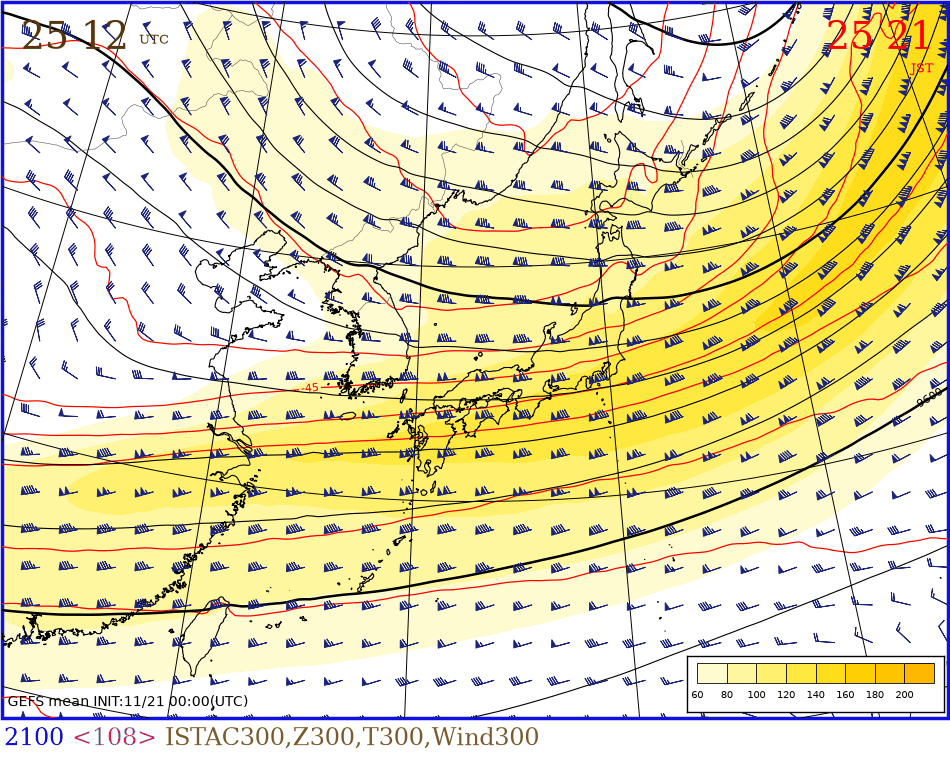 25 12 UTC
25 21
JST
-45
9600
60 80 100 120 140 160 180 200
GEFS mean INIT:11/21 00:00(UTC)
2100 <108> ISTAC300,Z300,T300,Wind300